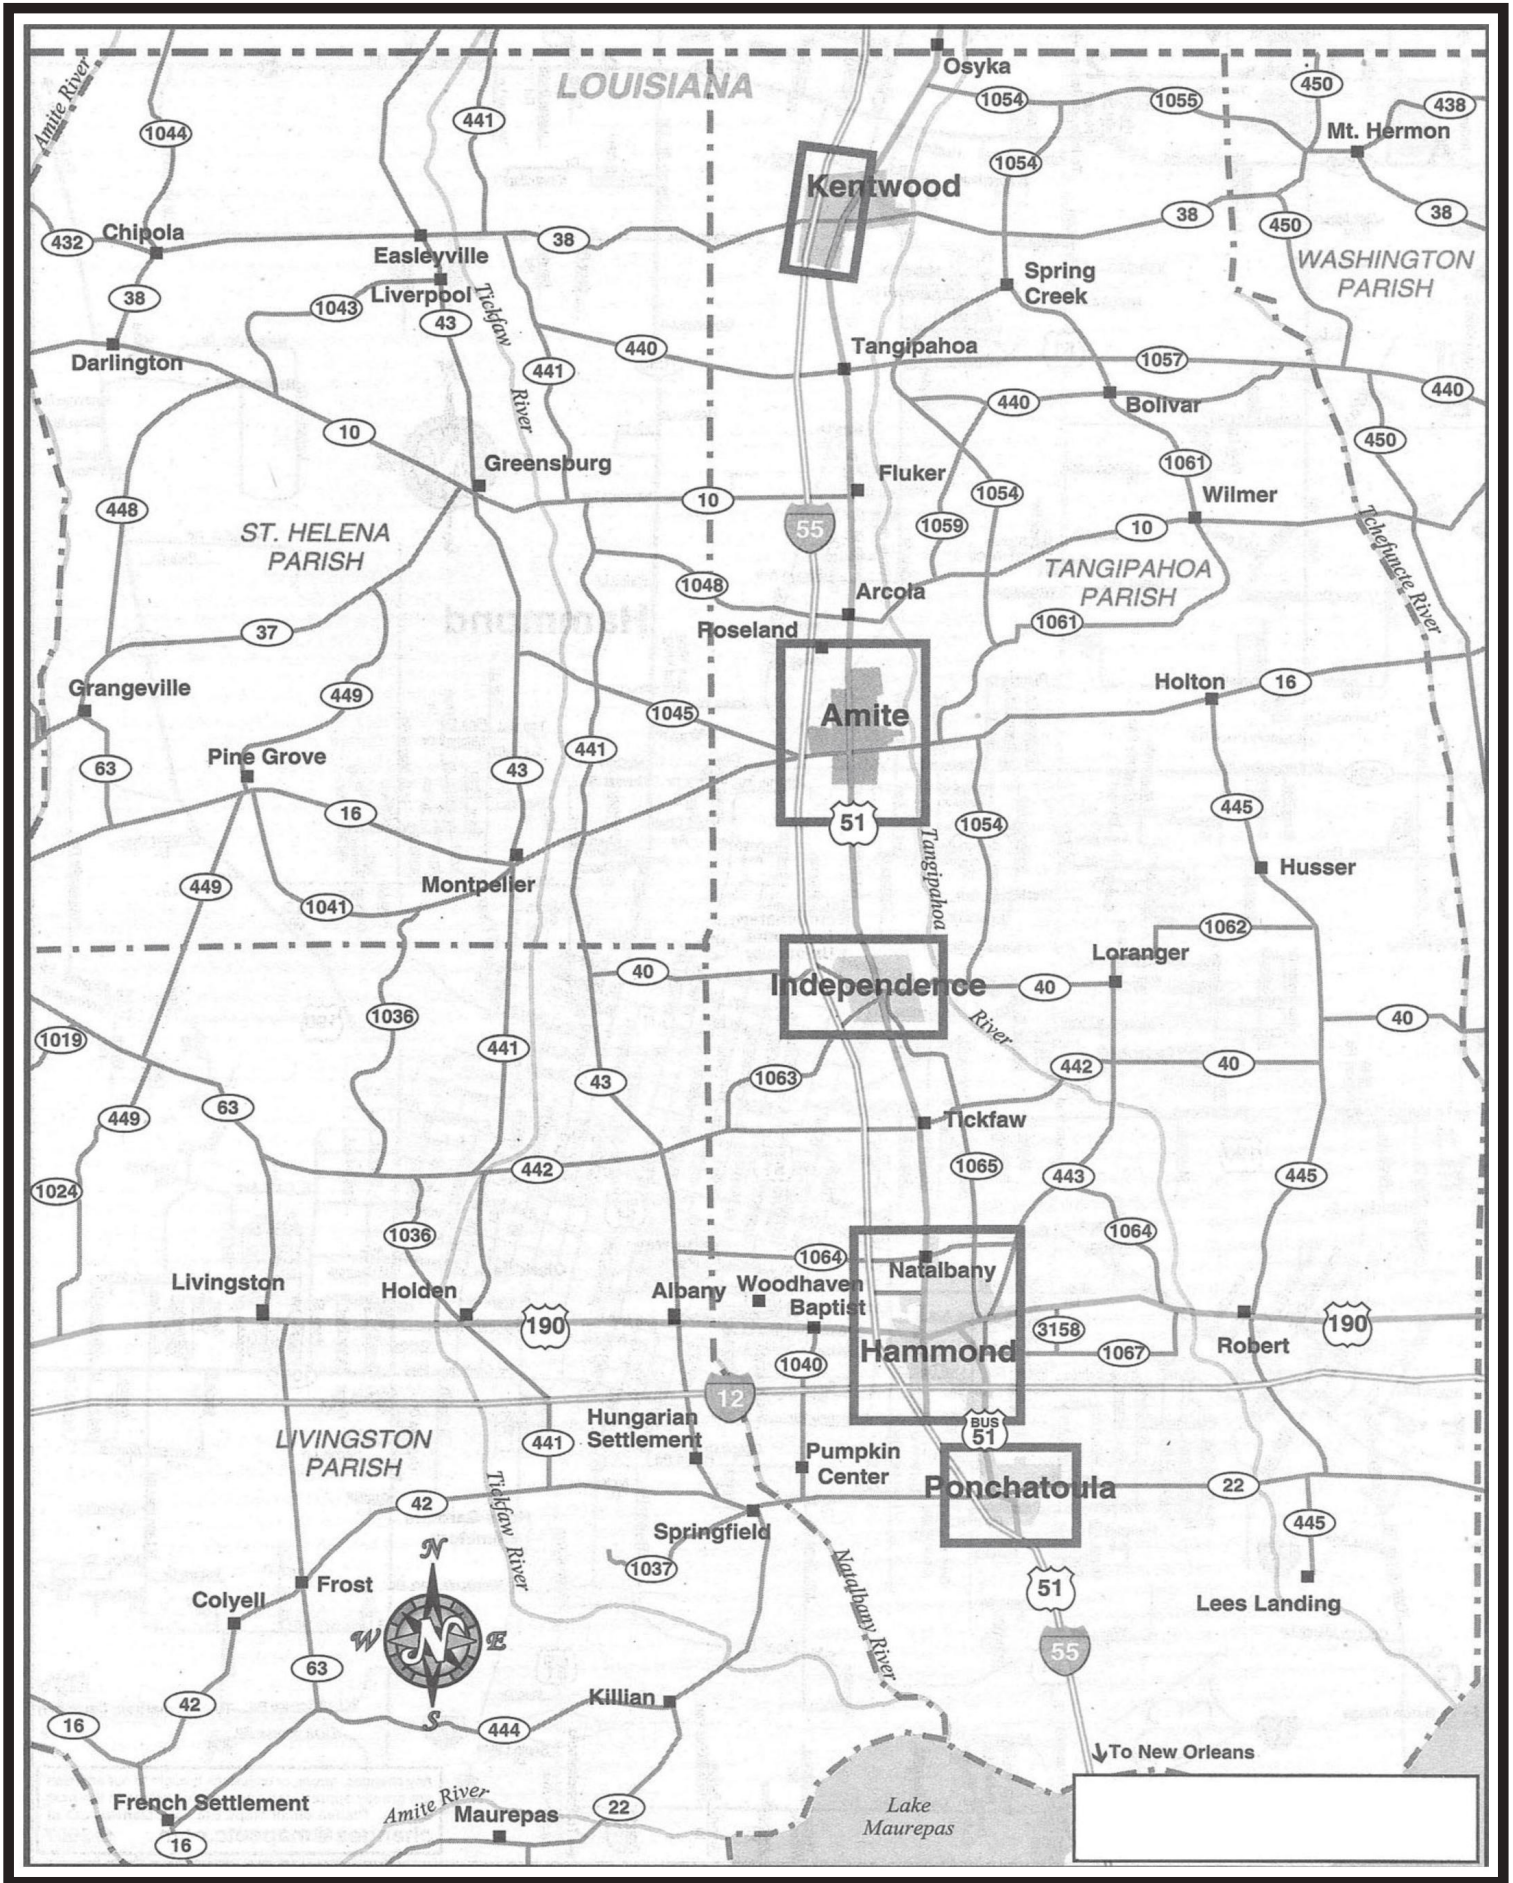 Osyka
LOUISIANA
450
1054
1055
438
Amite River
1044
441
Mt. Hermon
1054
Kentwood
38
38
432
Chipola
38
450
Easleyville
WASHINGTON
PARISH
Spring
Creek
38
1043
Liverpool
Tickfaw
43
440
Tangipahoa
Darlington
1057
441
440
River
440
Bolivar
10
450
Greensburg
1061
Fluker
Wilmer
448
10
1054
55
1059
10
ST. HELENA
PARISH
Tchefuncte River
TANGIPAHOA
PARISH
1048
Arcola
1061
37
Roseland
Grangeville
449
Holton
16
1045
Amite
441
Pine Grove
63
43
16
445
51
1054
Tangipahoa
Husser
449
Montpelier
1041
1062
Loranger
40
Independence
40
1036
River
40
1019
441
442
40
43
1063
449
63
Tickfaw
442
1065
443
445
1024
1036
1064
1064
Natalbany
Livingston
Holden
Albany
Woodhaven
Baptist
190
190
3158
Robert
Hammond
1067
1040
12
Hungarian
Settlement
BUS
51
LIVINGSTON
PARISH
441
Pumpkin
Center
Ponchatoula
22
42
Tickfaw River
Springfield
445
N
1037
Natalbany River
Frost
51
Colyell
Lees Landing
W
N
E
55
63
S
42
Killian
16
444
To New Orleans
French Settlement
Amite River
Maurepas
22
Lake
Maurepas
16